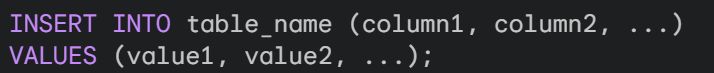 INSERT INTO table_name (column1, column2, ...)
VALUES (value1, value2, ...);